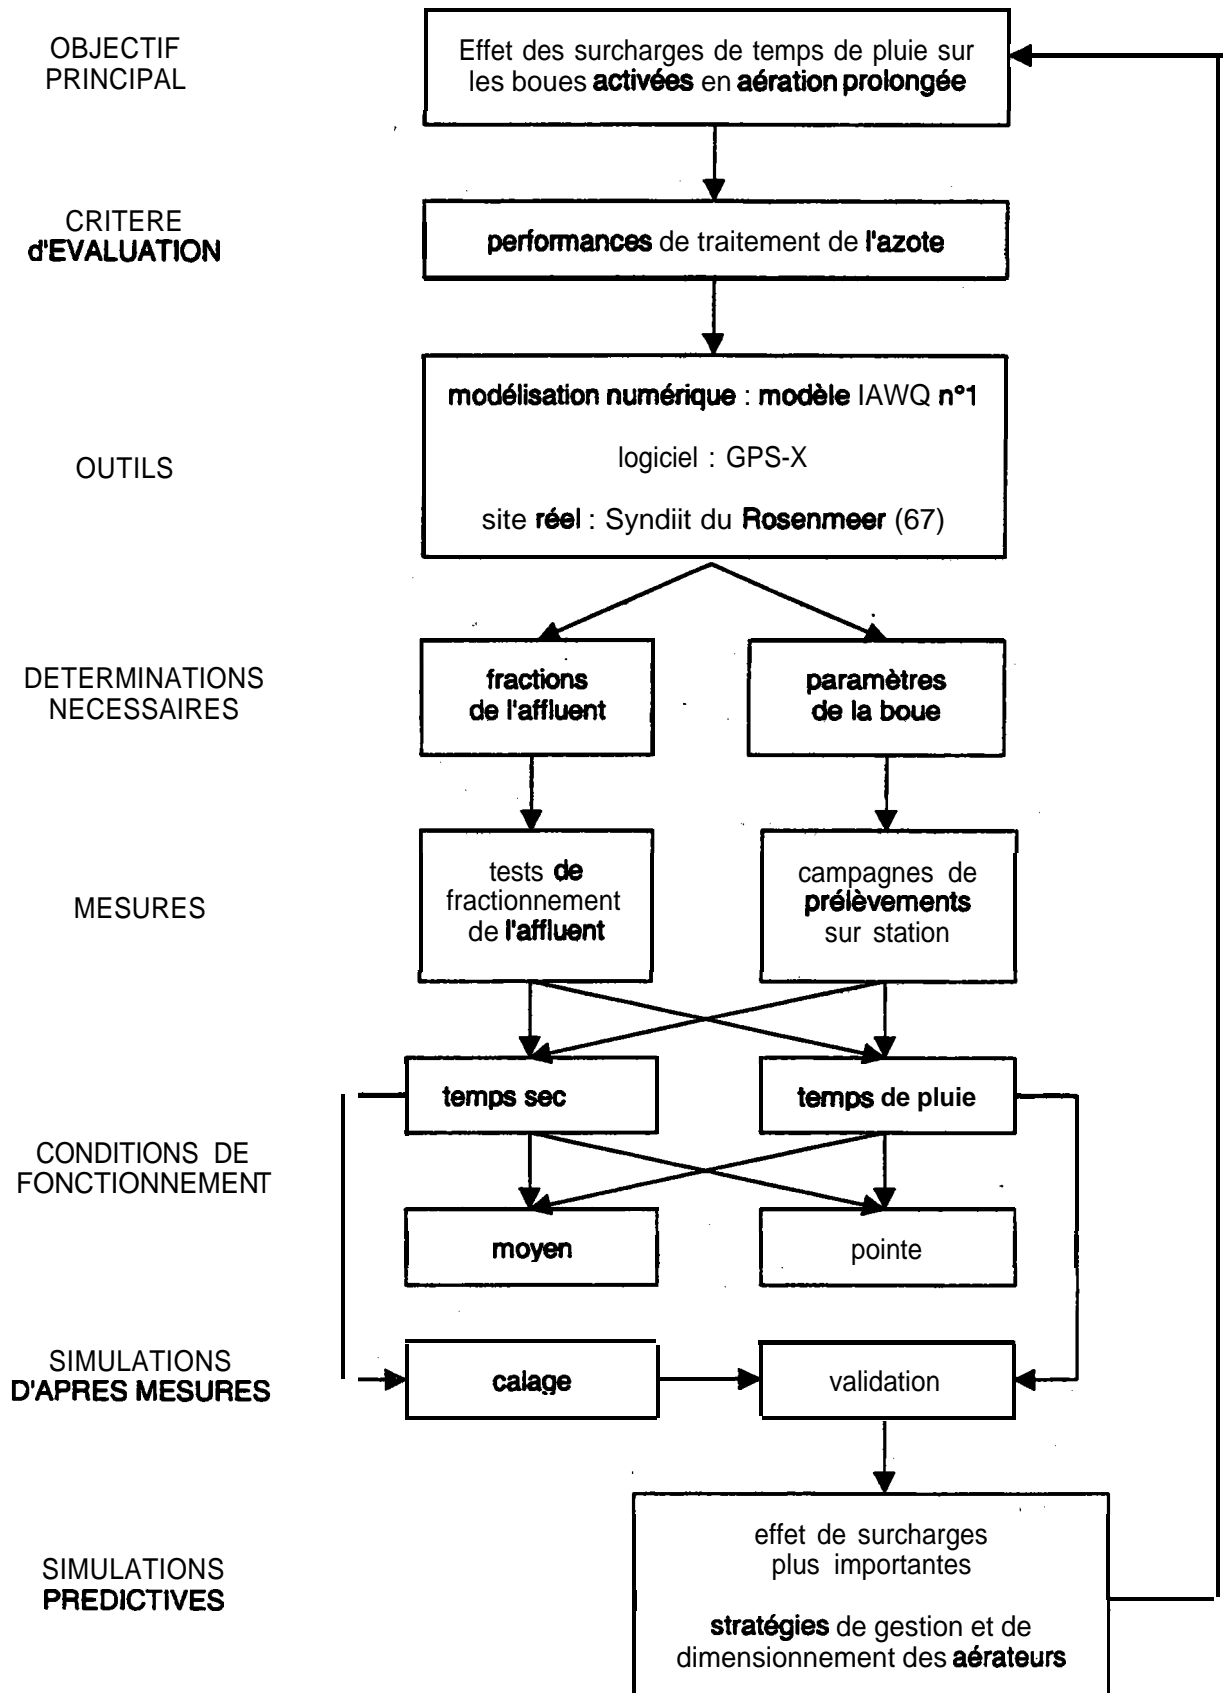 OBJECTIF
PRINCIPAL
Effet des surcharges de temps de pluie sur
les boues activées en aération prolongée
CRITERE
d'EVALUATION
performances de traitement de l'azote
OUTILS
modélisation numérique : modèle IAWQ n°1
logiciel : GPS-X
site réel : Syndiit du Rosenmeer (67)
DETERMINATIONS
NECESSAIRES
fractions
de l'affluent
paramètres
de la boue
MESURES
tests de
fractionnement
de l'affluent
campagnes de
prélèvements
sur station
temps sec
temps de pluie
CONDITIONS DE
FONCTIONNEMENT
moyen
pointe
SIMULATIONS
D'APRES MESURES
calage
validation
SIMULATIONS
PREDICTIVES
effet de surcharges
plus importantes
stratégies de gestion et de
dimensionnement des aérateurs